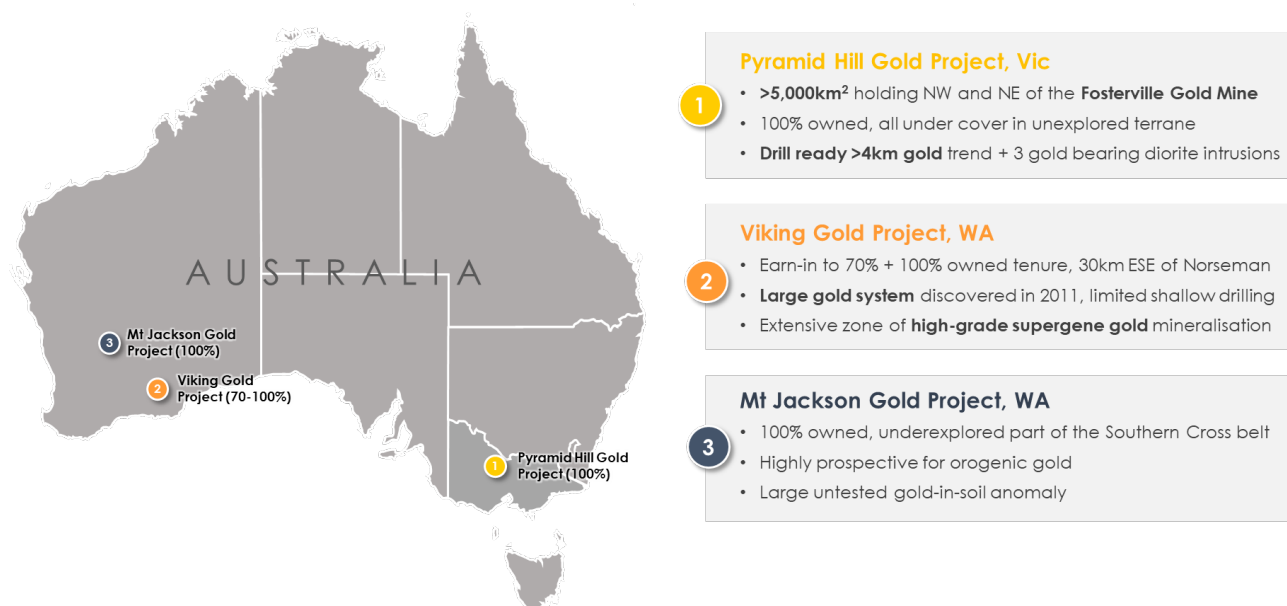 AUSTRALIA
3
Mt Jackson Gold
Project (100%)
2
Viking Gold
Project (70-100%)
1
Pyramid Hill Gold
Project (100%)
1
Pyramid Hill Gold Project, Vic
• >5,000km² holding NW and NE of the Fosterville Gold Mine
• 100% owned, all under cover in unexplored terrane
• Drill ready >4km gold trend + 3 gold bearing diorite intrusions
2
Viking Gold Project, WA
• Earn-in to 70% + 100% owned tenure, 30km ESE of Norseman
• Large gold system discovered in 2011, limited shallow drilling
• Extensive zone of high-grade supergene gold mineralisation
3
Mt Jackson Gold Project, WA
• 100% owned, underexplored part of the Southern Cross belt
• Highly prospective for orogenic gold
• Large untested gold-in-soil anomaly